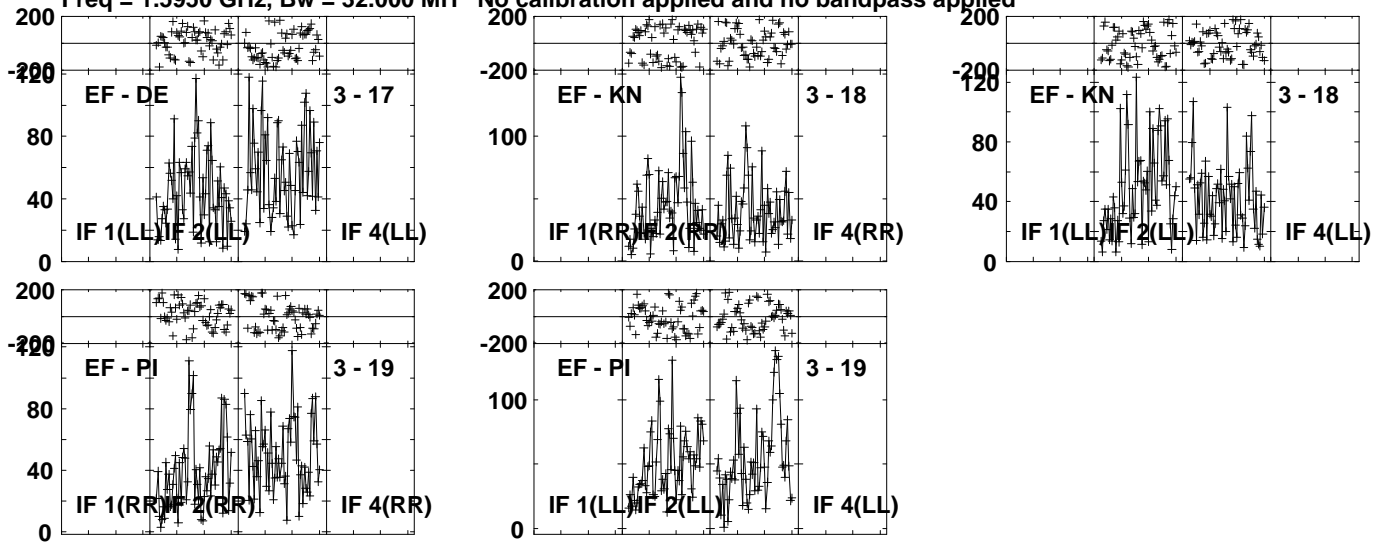 Freq = 1.5950 GHz, Bw = 32.000 MH No calibration applied and no bandpass applied
200 200 200
-200 -200 -200
120 120
EF - DE 3 - 17 EF - KN 3 - 18 EF - KN 3 - 18
80 100 80
40 40
IF 1(LL) IF 2(LL) IF 4(LL) IF 1(RR) IF 2(RR) IF 4(RR) IF 1(LL) IF 2(LL) IF 4(LL)
0 0 0
200 200
-200 -200
120
EF - PI 3 - 19 EF - PI 3 - 19
80 100
40
IF 1(RR) IF 2(RR) IF 4(RR) IF 1(LL) IF 2(LL) IF 4(LL)
0 0